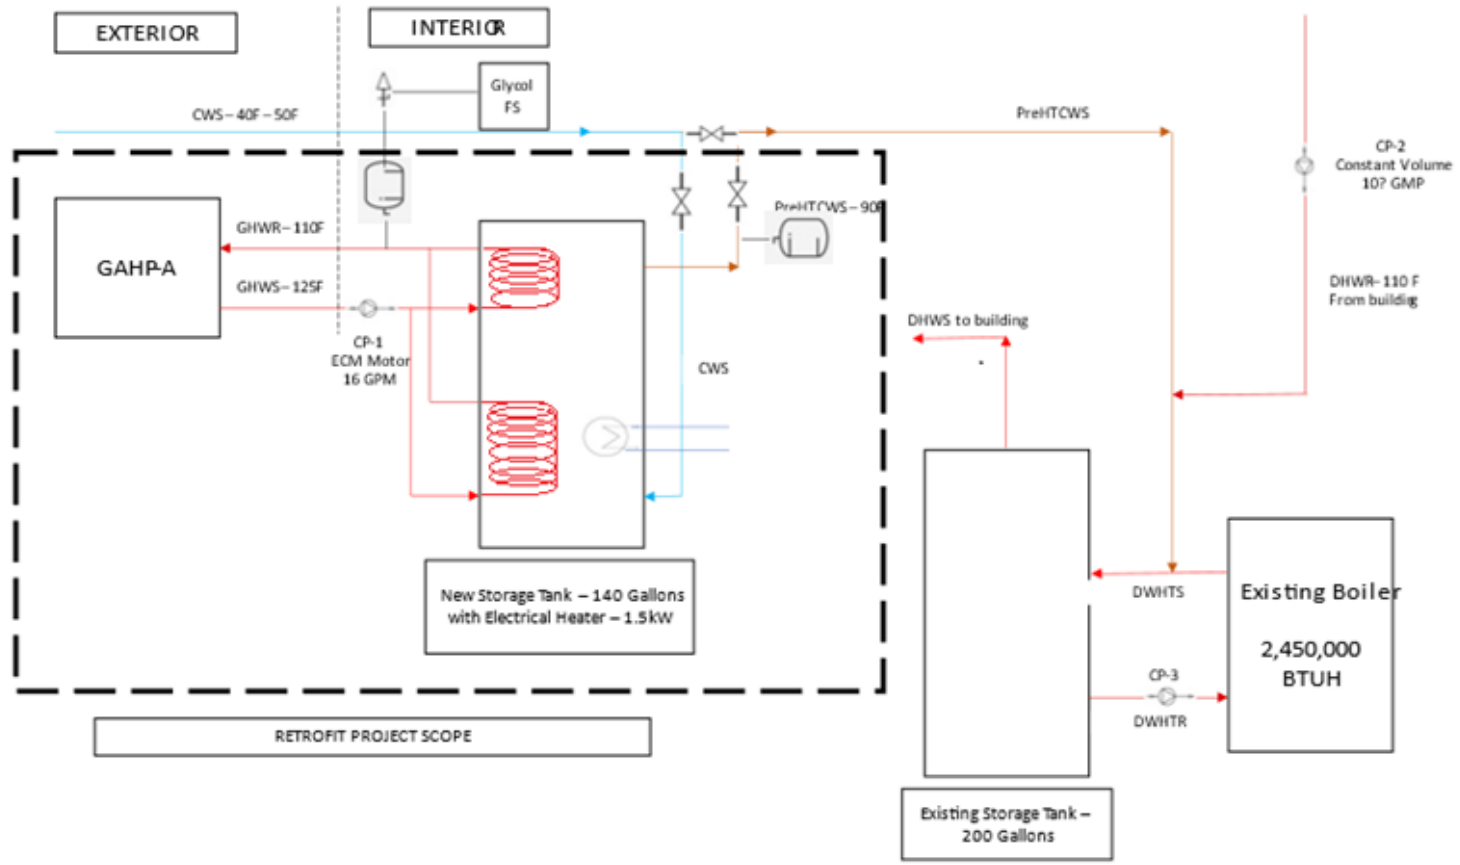 EXTERIOR
INTERIOR
Glycol
FS
CWS – 40F – 50F
PreHTCWS
CP-2
Constant Volume
10? GMP
PreHTCWS – 90F
GHWR – 110F
GAHP-A
GHWS – 125F
CP-1
ECM Motor
16 GPM
CWS
DHWS to building
DHWR – 110 F
From building
New Storage Tank – 140 Gallons
with Electrical Heater – 1.5kW
DWHTS
Existing Boiler
2,450,000
BTUH
CP-3
DWHTR
RETROFIT PROJECT SCOPE
Existing Storage Tank –
200 Gallons